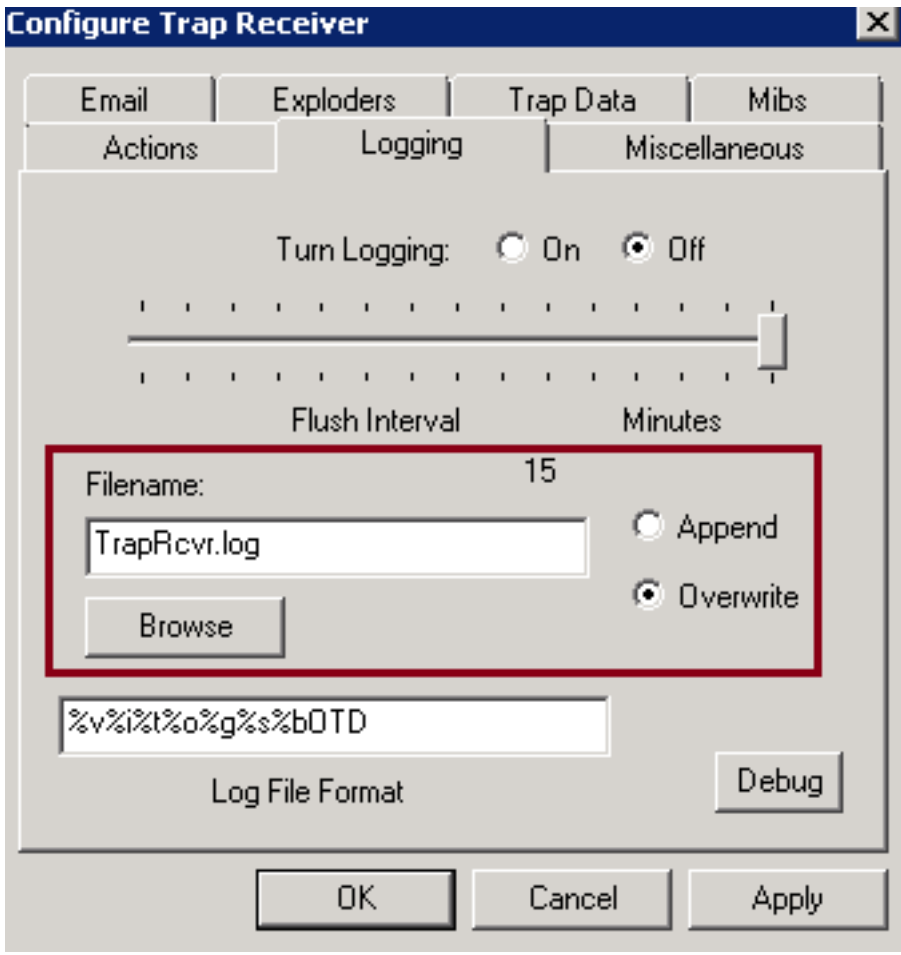 Configure Trap Receiver
Email Exploders Trap Data Mibs
Actions Logging Miscellaneous
Turn Logging: On Off
Flush Interval Minutes
15
Filename:
Append
TrapRcvr.log
Overwrite
Browse
%v%i%t%o%g%s%bOTD
Debug
Log File Format
OK Cancel Apply